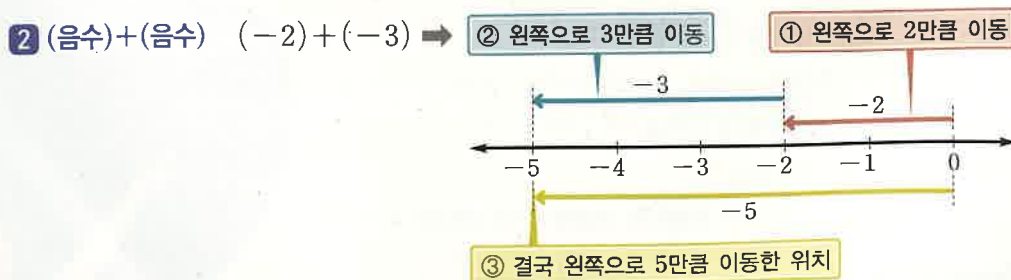 2 (음수)+(음수) (-2)+(-3) ➡ ② 왼쪽으로 3만큼 이동 ① 왼쪽으로 2만큼 이동
-3
-2
-5 -4 -3 -2 -1 0
-5
③ 결국 왼쪽으로 5만큼 이동한 위치